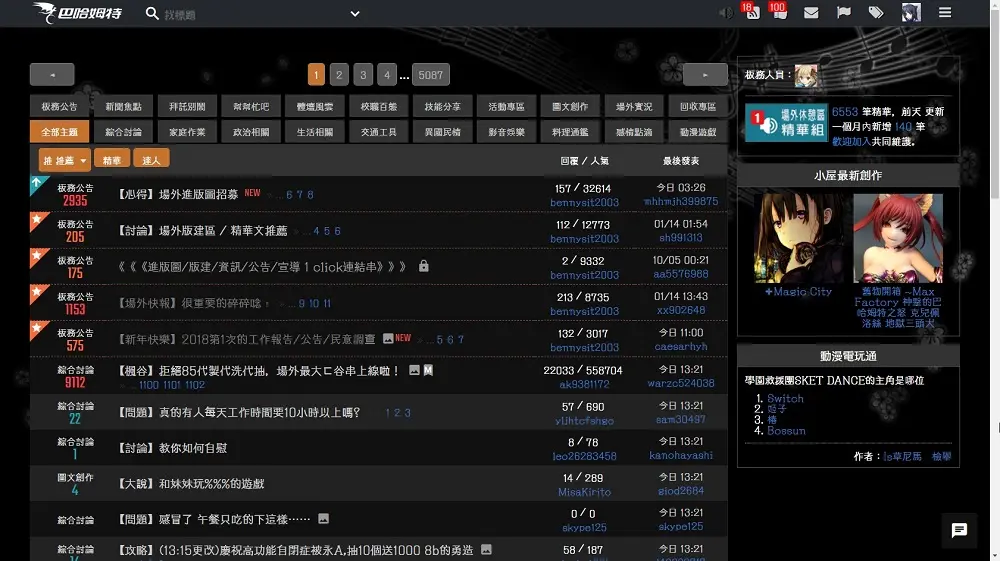 巴哈姆特
找標題
18
100
◄
1 2 3 4 ... 5087
►
板務公告 新聞焦點 拜託別鬧 幫幫忙吧 體壇風雲 校職百態 技能分享 活動專區 圖文創作 場外實況 回收專區
全部主題 綜合討論 家庭作業 政治相關 生活相關 交通工具 異國民情 影音娛樂 料理通鑑 感情點滴 動漫遊戲
推 推薦 精華 達人 回覆 / 人氣 最後發表
板務公告 2935 【心得】場外進版圖招募 NEW ... 6 7 8
157 / 32614 bennysit2003
今日 03:26 mhhmjh399875
板務公告 205 【討論】場外版建區 / 精華文推薦 ... 4 5 6
112 / 12773 bennysit2003
01/14 01:54 sh991313
板務公告 175 《《《進版圖/版建/資訊/公告/宣導 1 click連結串》》》
2 / 9332 bennysit2003
10/05 00:21 aa5576988
板務公告 1153 【場外快報】很重要的碎碎唸， ... 9 10 11
213 / 8735 bennysit2003
01/14 13:43 xx902648
板務公告 575 【新年快樂】2018第1次的工作報告/公告/民意調查 NEW ... 5 6 7
132 / 3017 bennysit2003
今日 11:00 caesarhyh
綜合討論 9112 【楓谷】拒絕85代製代洗代抽，場外最大ㄈ谷串上線啦！ M
... 1100 1101 1102
22033 / 558704 ak9381172
今日 13:21 warzc524038
綜合討論 22 【問題】真的有人每天工作時間要10小時以上嗎？ 1 2 3
57 / 690
今日 13:21 sam30497
綜合討論 1 【討論】教你如何自慰
8 / 78 leo26283458
今日 13:21 kanohayashi
圖文創作 4 【大說】和妹妹玩%%%的遊戲
14 / 289 MisaKirito
今日 13:21 giod2664
綜合討論 【問題】感冒了 午餐只吃的下這樣……
0 / 0 skype125
今日 13:21 skype125
綜合討論 【攻略】(13:15更改)慶祝高功能自閉症被永A,抽10個送1000 8b的勇造
58 / 187
今日 13:21
板務人員：
1 場外休憩區
精華組
6553 筆精華，前天 更新
一個月內新增 140 筆
歡迎加入共同維護。
小屋最新創作
✚Magic City
舊物開箱 ~Max
Factory 神擊的巴
哈姆特之怒 克兒佩
洛絲 地獄三頭犬
動漫電玩通
學園救援團SKET DANCE的主角是哪位
1. Switch
2. 姬子
3. 椿
4. Bossun
作者：ls草尼馬 檢舉